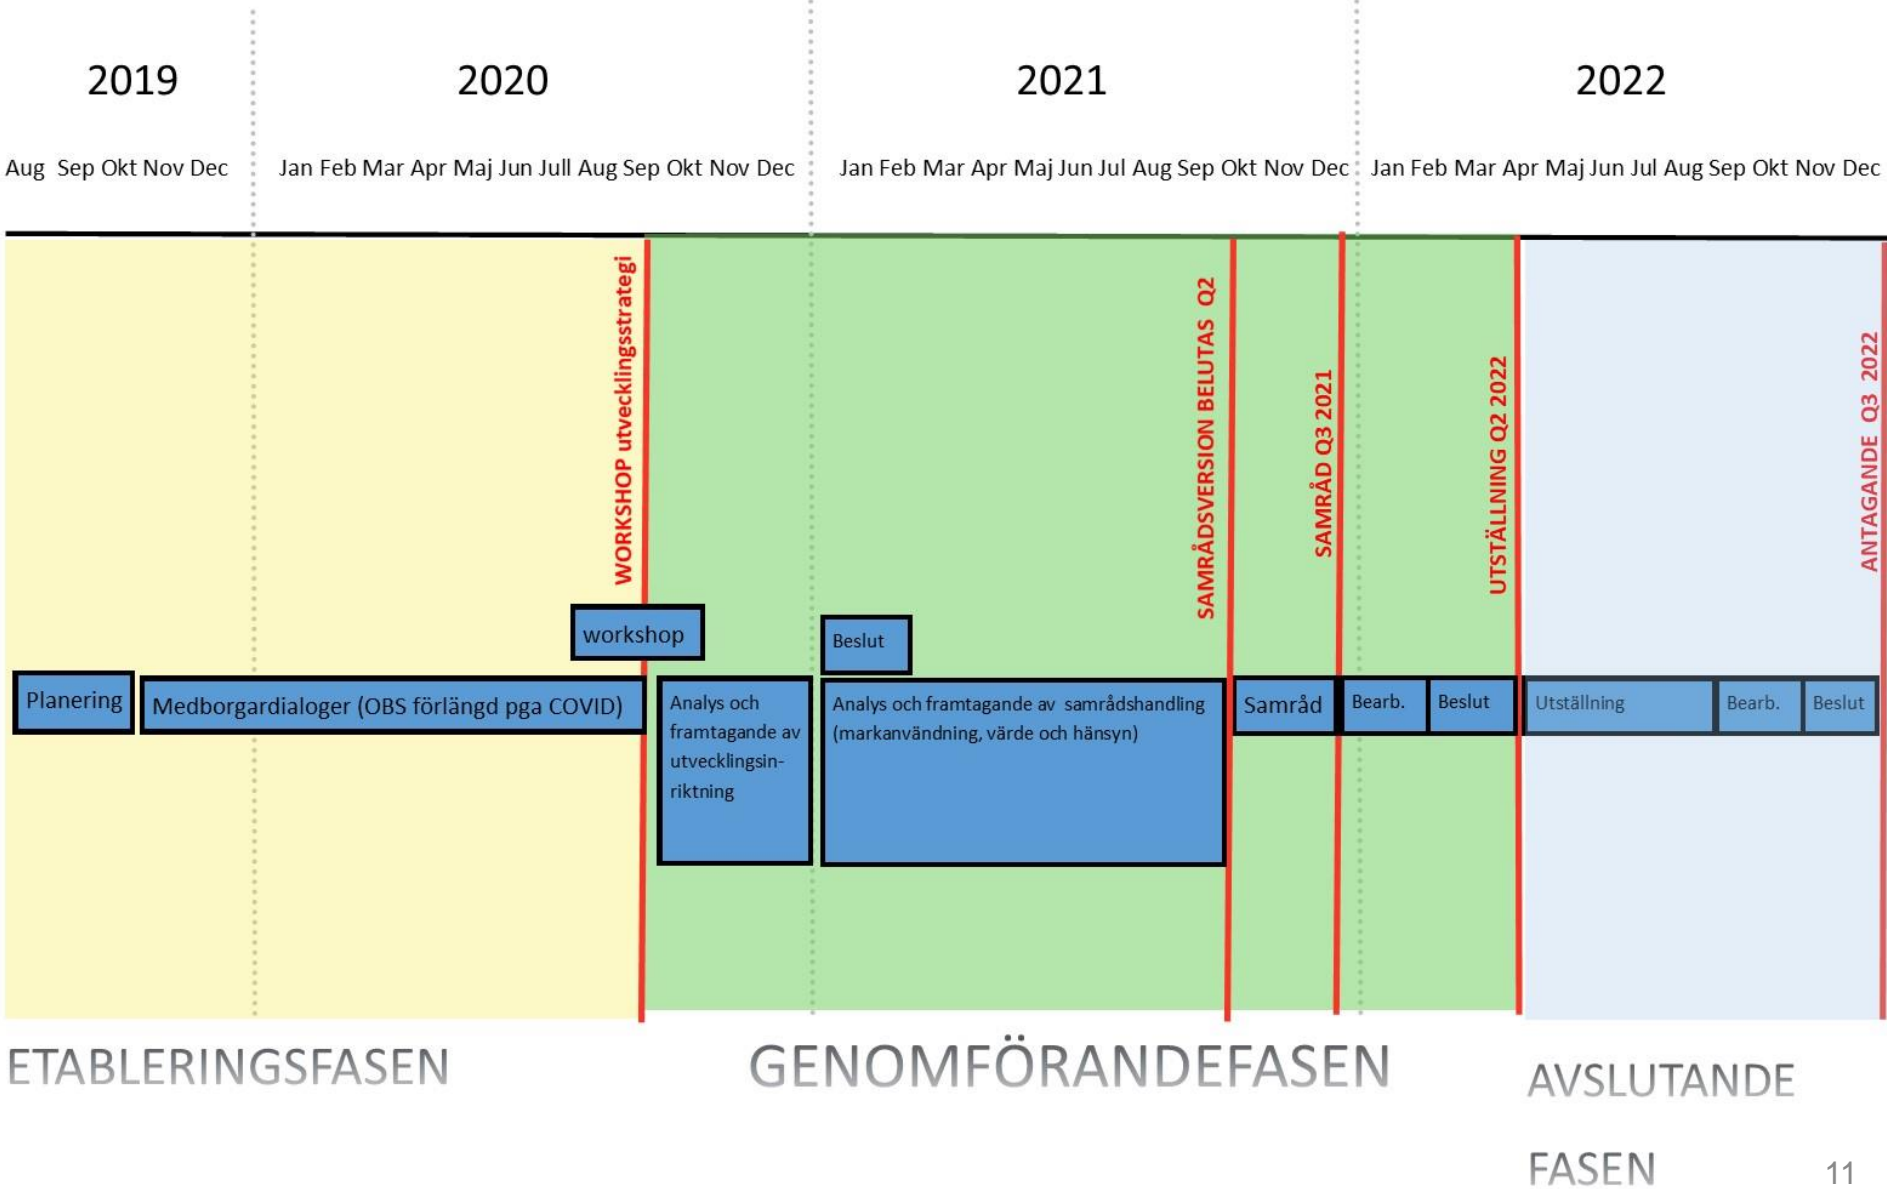 2019
2020
2021
2022
Aug Sep Okt Nov Dec
Jan Feb Mar Apr Maj Jun Jull Aug Sep Okt Nov Dec
Jan Feb Mar Apr Maj Jun Jul Aug Sep Okt Nov Dec
Jan Feb Mar Apr Maj Jun Jul Aug Sep Okt Nov Dec
WORKSHOP utvecklingsstrategi
SAMRÅDSVERSION BELUTAS Q2
SAMRÅD Q3 2021
UTSTÄLLNING Q2 2022
ANTAGANDE Q3 2022
workshop
Beslut
Planering
Medborgardialoger (OBS förlängd pga COVID)
Analys och
framtagande av
utvecklingsin-
riktning
Analys och framtagande av samrådshandling
(markanvändning, värde och hänsyn)
Samråd
Bearb.
Beslut
Utställning
Bearb.
Beslut
ETABLERINGSFASEN
GENOMFÖRANDEFASEN
AVSLUTANDE
FASEN
11